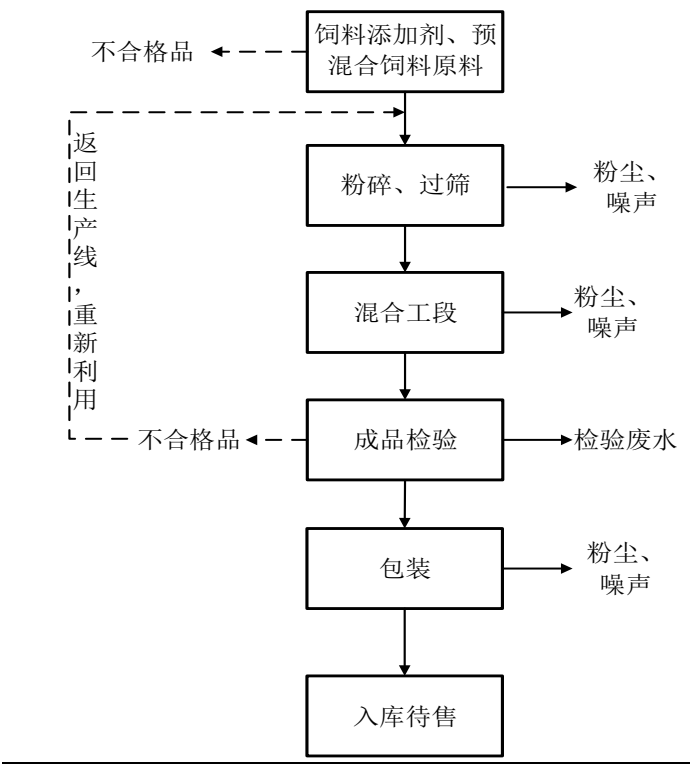 饲料添加剂、预
混合饲料原料
不合格品
返回生产线，重新利用
粉碎、过筛
粉尘、
噪声
混合工段
粉尘、
噪声
不合格品
成品检验
检验废水
包装
粉尘、
噪声
入库待售